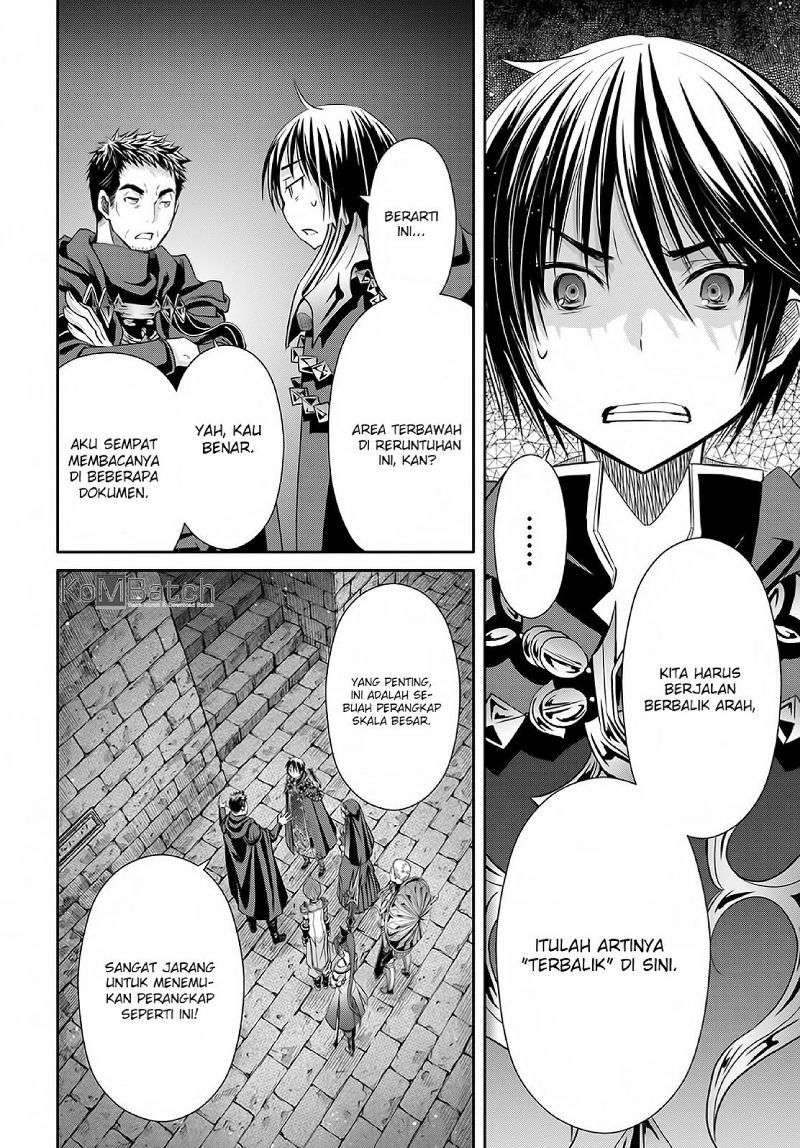 . . . . . .
KITA HARUS
BERJALAN
BERBALIK ARAH,
ITULAH ARTINYA
"TERBALIK" DI SINI.
BERARTI
INI...
AREA TERBAWAH
DI RERUNTUHAN
INI, KAN?
YAH, KAU
BENAR.
AKU SEMPAT
MEMBACANYA
DI BEBERAPA
DOKUMEN.
KoMBatch
YANG PENTING,
INI ADALAH SE-
BUAH PERANGKAP
SKALA BESAR.
SANGAT JARANG
UNTUK MENEMU-
KAN PERANGKAP
SEPERTI INI!